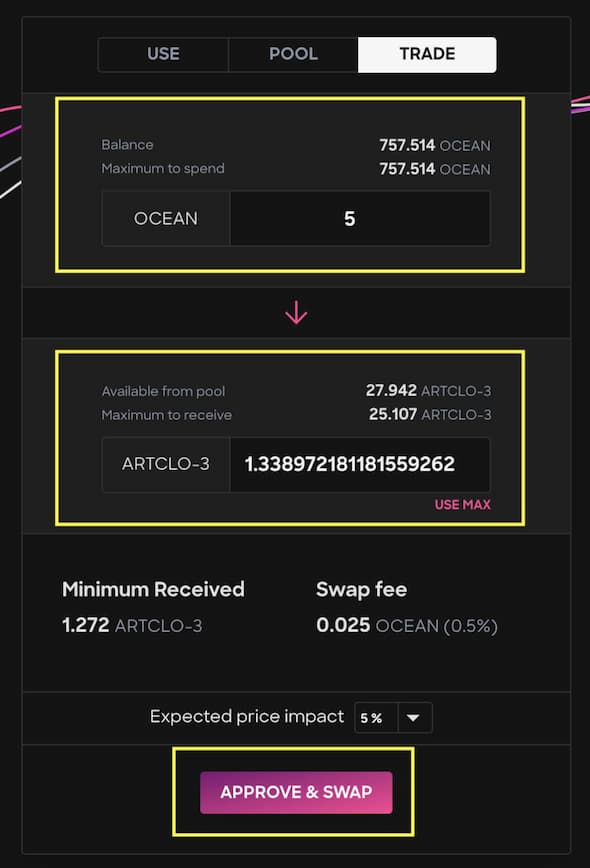 USE POOL TRADE
Balance 757.514 OCEAN
Maximum to spend 757.514 OCEAN
OCEAN 5
Available from pool 27.942 ARTCLO-3
Maximum to receive 25.107 ARTCLO-3
ARTCLO-3 1.338972181181559262
USE MAX
Minimum Received Swap fee
1.272 ARTCLO-3 0.025 OCEAN (0.5%)
Expected price impact 5 %
APPROVE & SWAP